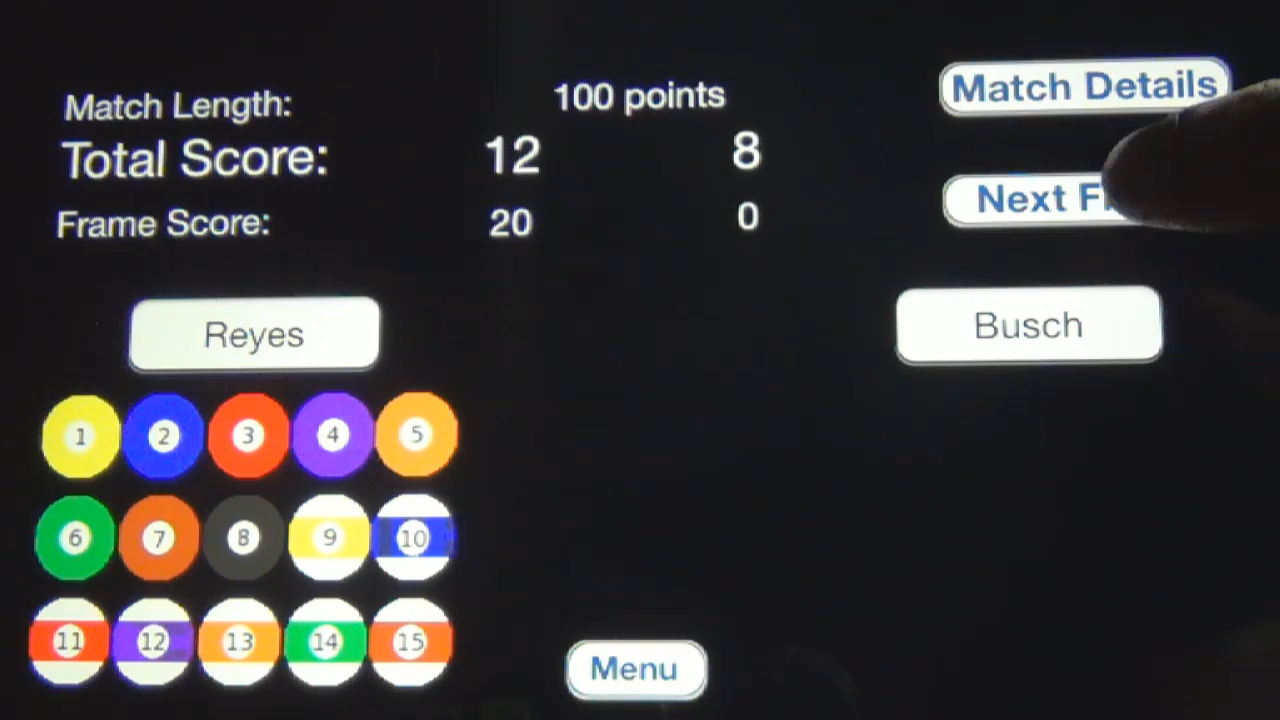 Match Length: 100 points
Match Details
Total Score: 12 8
Next
Frame Score: 20 0
Reyes
Busch
1 2 3 4 5
6 7 8 9 10
11 12 13 14 15
Menu